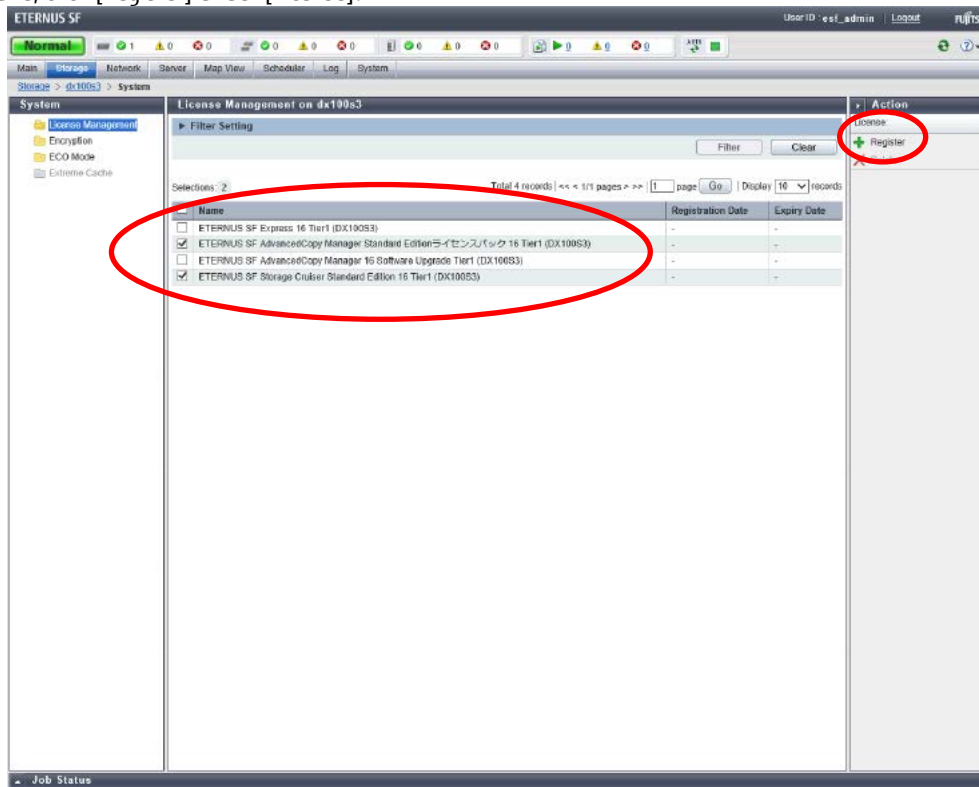 ETERNUS SF User ID : esf_admin | Logout
Normal 1 0 0 0 0 0 0 0 0 0 0 0
Main Storage Network Server Map View Scheduler Log System
Storage > dx100s3 > System
System
License Management
Encryption
ECO Mode
Extreme Cache
License Management on dx100s3
Filter Setting
Filter Clear
Selections: 2 Total 4 records | << < 1/1 pages > >> | 1 page Go | Display 10 records
Name Registration Date Expiry Date
ETERNUS SF Express 16 Tier1 (DX100S3) - -
ETERNUS SF AdvancedCopy Manager Standard Editionライセンスパック 16 Tier1 (DX100S3) - -
ETERNUS SF AdvancedCopy Manager 16 Software Upgrade Tier1 (DX100S3) - -
ETERNUS SF Storage Cruiser Standard Edition 16 Tier1 (DX100S3) - -
Action
License
Register
Job Status